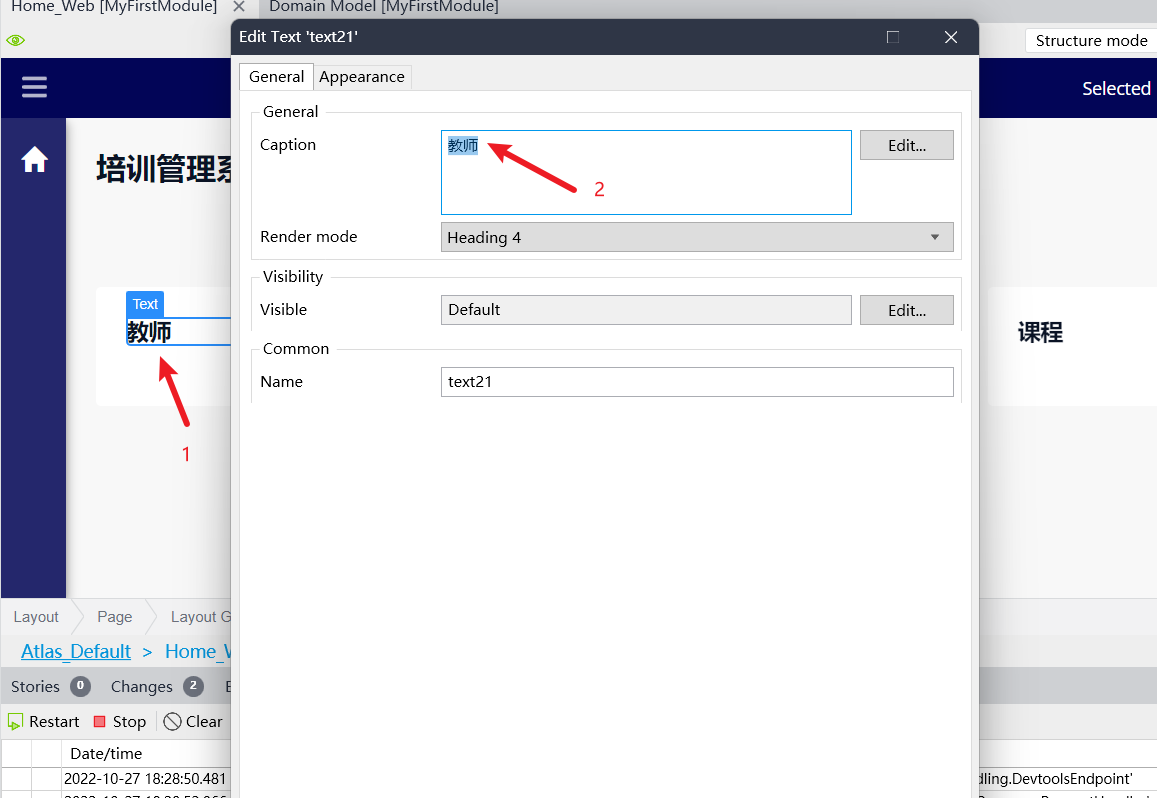 Home_Web [MyFirstModule]
Domain Model [MyFirstModule]
Edit Text 'text21'
Structure mode
General
Appearance
Selected
General
Caption
教师
Edit...
2
培训管理系
Render mode
Heading 4
Visibility
Text
Visible
Default
Edit...
教师
课程
Common
Name
text21
1
Layout
Page
Layout G
Atlas_Default > Home_W
Stories 0
Changes 2
E
Restart
Stop
Clear
Date/time
2022-10-27 18:28:50.481
dling.DevtoolsEndpoint'